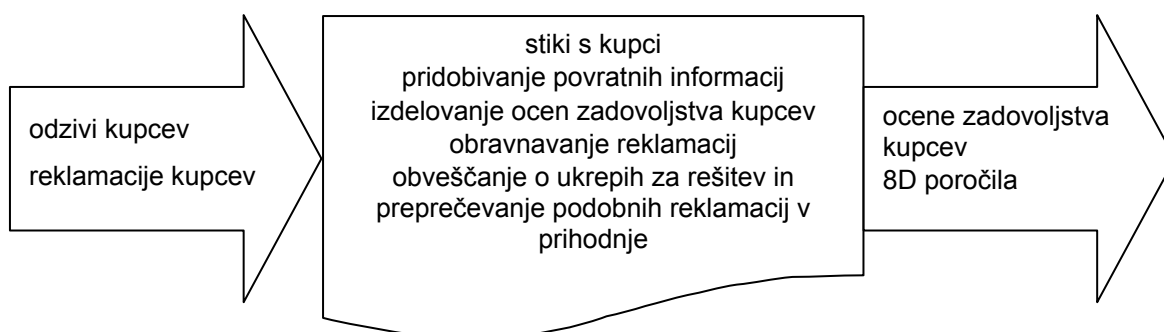 odzivi kupcev
reklamacije kupcev
stiki s kupci
pridobivanje povratnih informacij
izdelovanje ocen zadovoljstva kupcev
obravnavanje reklamacij
obveščanje o ukrepih za rešitev in
preprečevanje podobnih reklamacij v
prihodnje
ocene zadovoljstva
kupcev
8D poročila